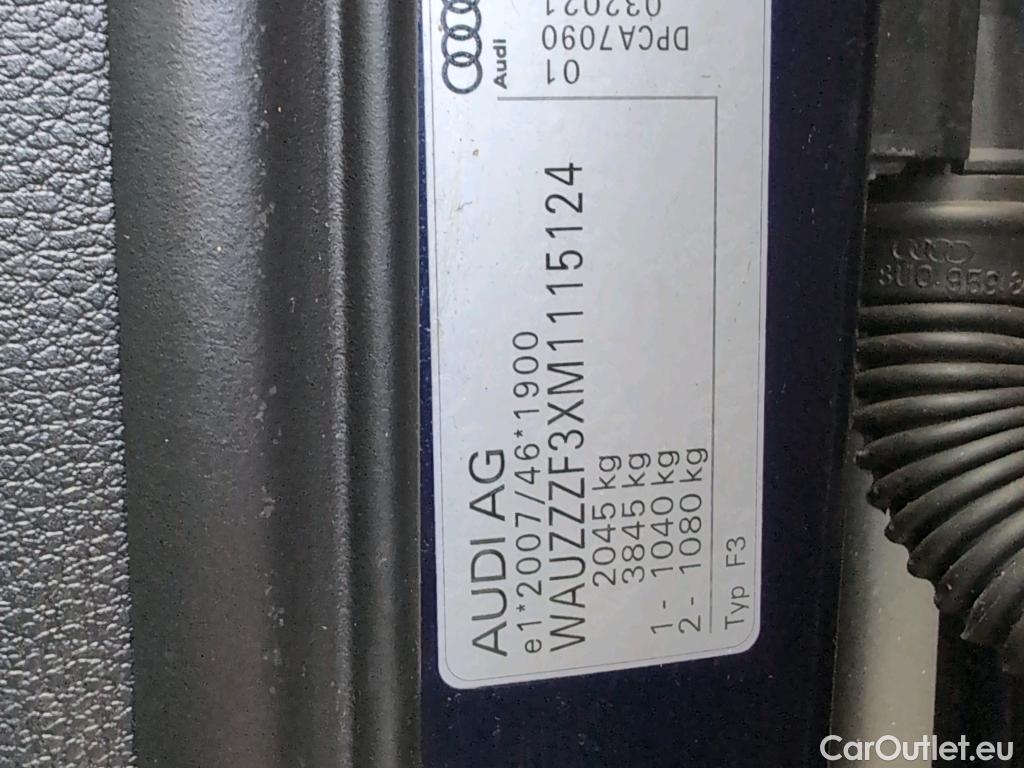 AUDI AG
e1*2007/46*1900
WAUZZZF3XM1115124
2045 kg
3845 kg
1 - 1040 kg
2 - 1080 kg
Typ F3
Audi
01
DPCA7090
032021
8U0.959
CarOutlet.eu